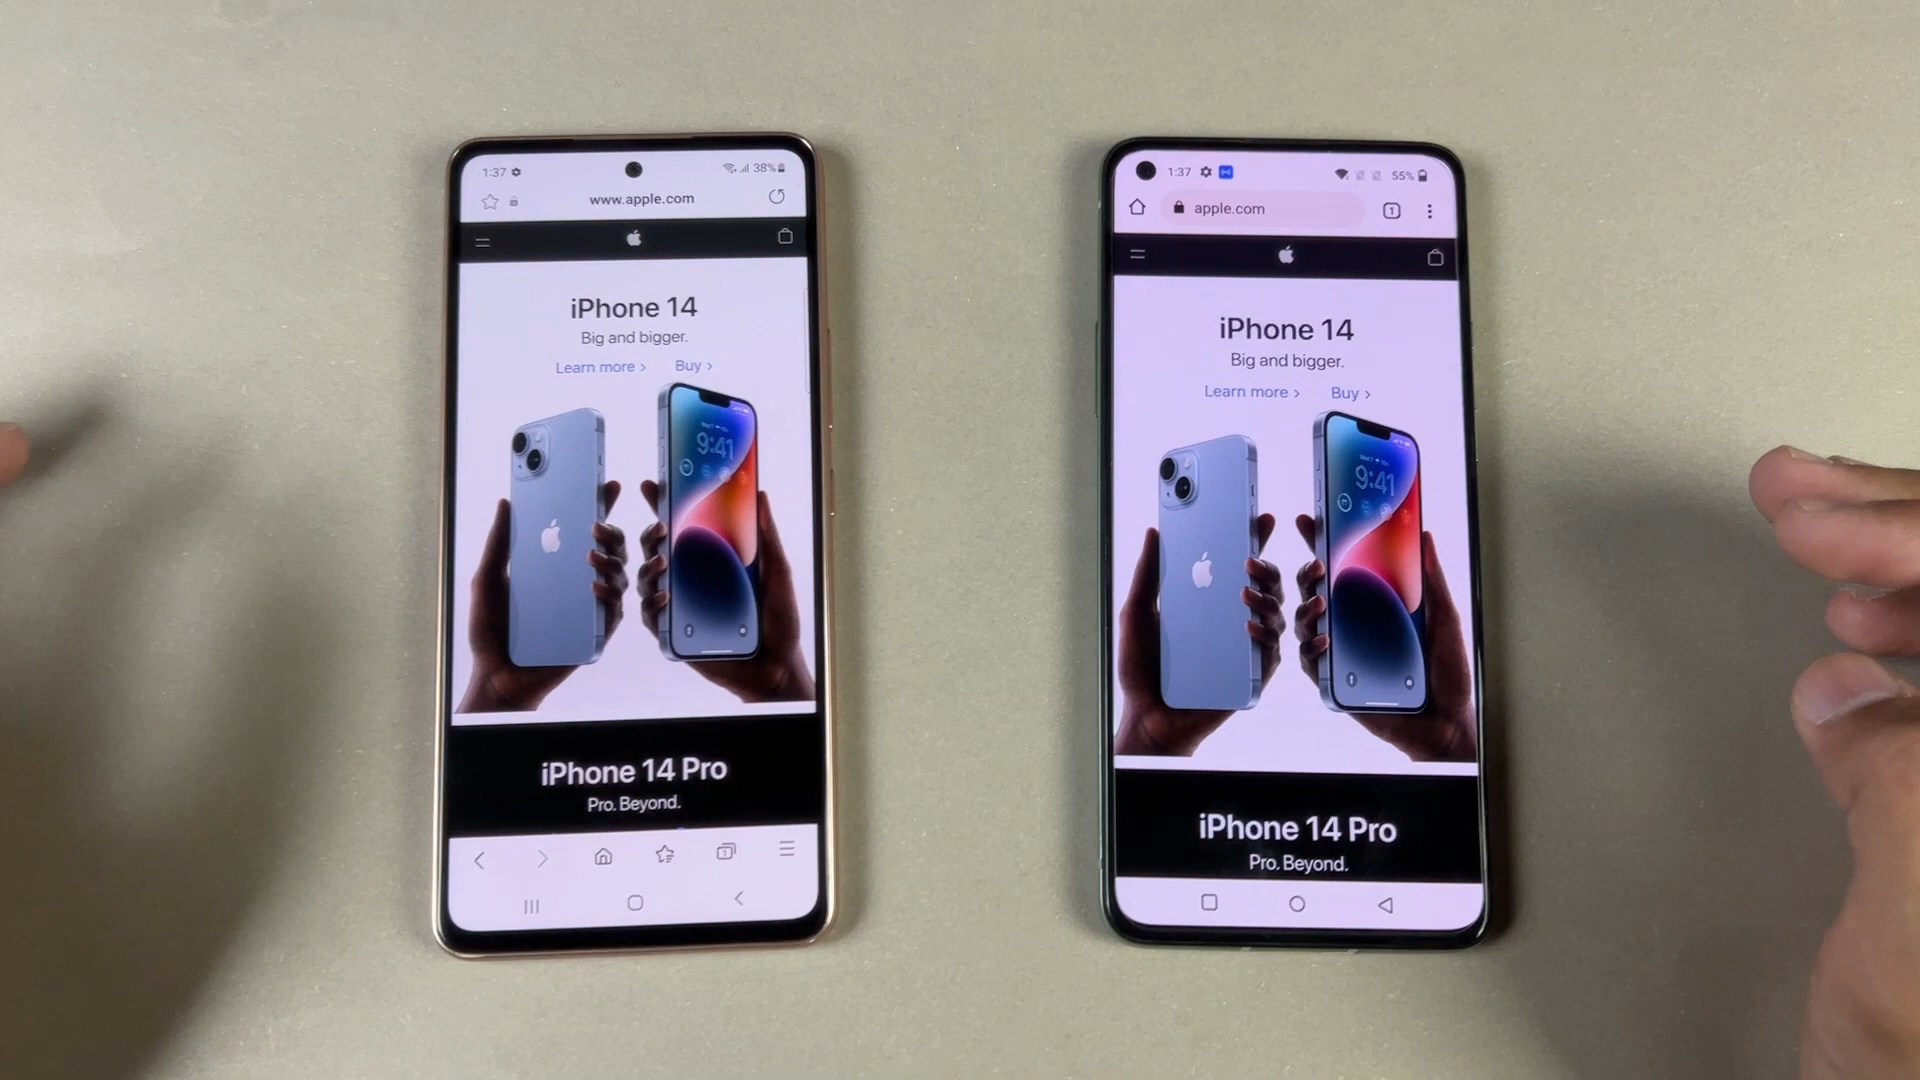 1:37
38%
www.apple.com
iPhone 14
Big and bigger.
Learn more >
Buy >
9:41
iPhone 14 Pro
Pro. Beyond.
1
1:37
55%
apple.com
1
iPhone 14
Big and bigger.
Learn more >
Buy >
9:41
iPhone 14 Pro
Pro. Beyond.